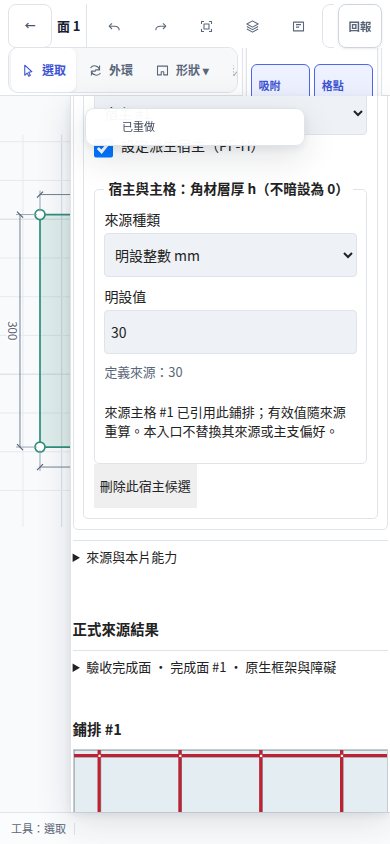 ← 面 1 回報
選取 外環 形狀 ▾ 吸附 格點
已重做
設定派生宿主（PF-H）
宿主與主格：角材層厚 h（不暗設為 0）
來源種類
明設整數 mm
明設值
30
定義來源：30
來源主格 #1 已引用此鋪排；有效值隨來源
重算。本入口不替換其來源或主支偏好。
刪除此宿主候選
300
▶ 來源與本片能力
正式來源結果
▶ 驗收完成面 · 完成面 #1 · 原生框架與障礙
鋪排 #1
工具：選取